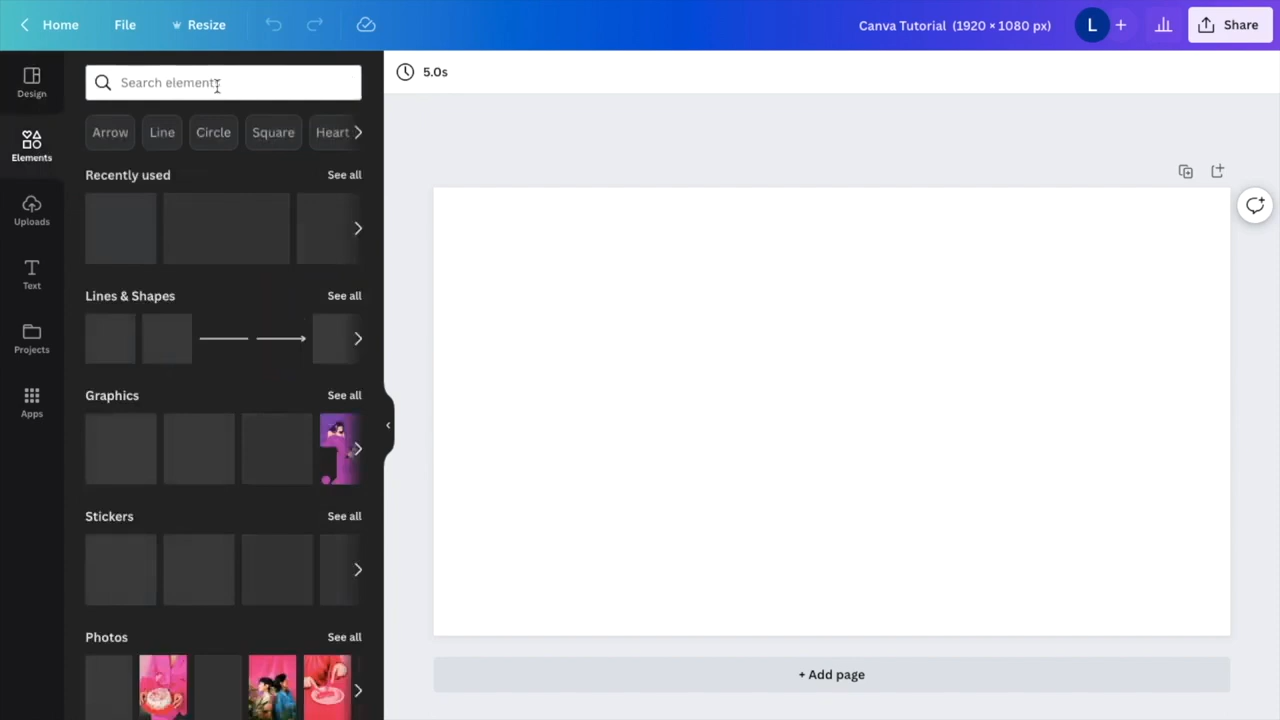 Home File Resize Canva Tutorial (1920 × 1080 px) L + Share
Design
Elements
Uploads
Text
Projects
Apps
Search elements
Arrow Line Circle Square Heart
Recently used See all
Lines & Shapes See all
Graphics See all
Stickers See all
Photos See all
5.0s
+ Add page